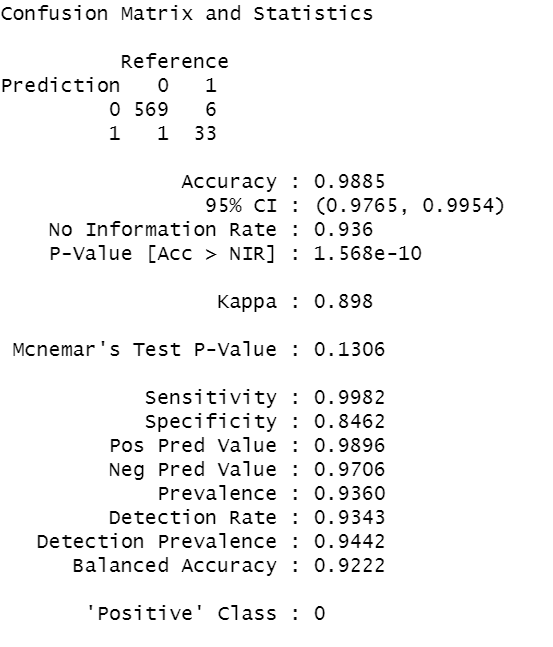 Confusion Matrix and Statistics
Reference
Prediction 0 1
0 569 6
1 1 33
Accuracy : 0.9885
95% CI : (0.9765, 0.9954)
No Information Rate : 0.936
P-Value [Acc > NIR] : 1.568e-10
Kappa : 0.898
Mcnemar's Test P-Value : 0.1306
Sensitivity : 0.9982
Specificity : 0.8462
Pos Pred Value : 0.9896
Neg Pred Value : 0.9706
Prevalence : 0.9360
Detection Rate : 0.9343
Detection Prevalence : 0.9442
Balanced Accuracy : 0.9222
'Positive' Class : 0